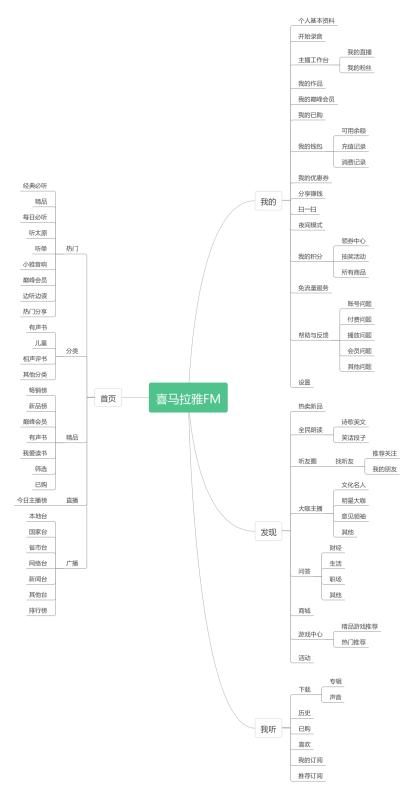 喜马拉雅FM
首页
热门
经典必听
精品
每日必听
听太原
听单
小雅音响
巅峰会员
边听边读
热门分享
分类
有声书
儿童
相声评书
其他分类
精品
畅销榜
新品榜
巅峰会员
有声书
我爱读书
筛选
已购
直播
今日主播榜
广播
本地台
国家台
省市台
网络台
新闻台
其他台
排行榜
我的
个人基本资料
开始录音
主播工作台
我的直播
我的粉丝
我的作品
我的巅峰会员
我的已购
我的钱包
可用余额
充值记录
消费记录
我的优惠券
分享赚钱
扫一扫
夜间模式
我的积分
领券中心
抽奖活动
所有商品
免流量服务
帮助与反馈
账号问题
付费问题
播放问题
会员问题
其他问题
设置
发现
热卖新品
全民朗读
诗歌美文
笑话段子
听友圈
找听友
推荐关注
我的朋友
大咖主播
文化名人
明星大咖
意见领袖
其他
问答
财经
生活
职场
其他
商城
游戏中心
精品游戏推荐
热门推荐
活动
我听
下载
专辑
声音
历史
已购
喜欢
我的订阅
推荐订阅